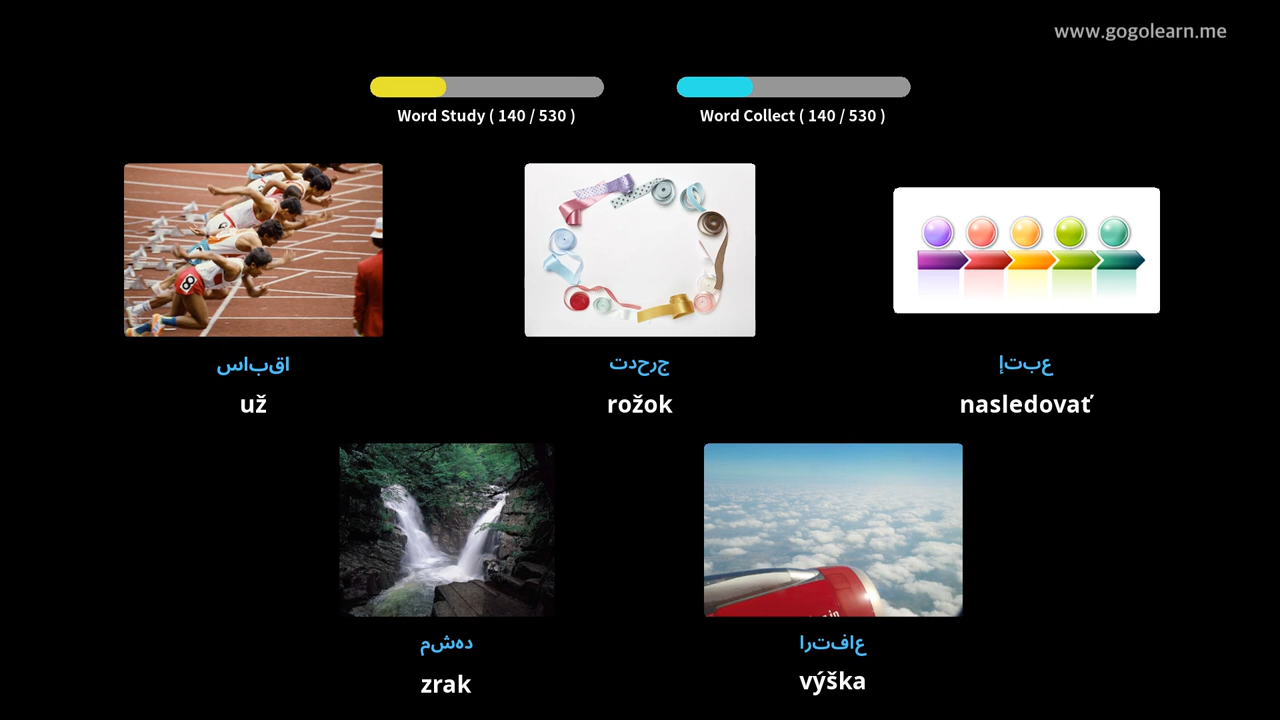 www.gogolearn.me
Word Study ( 140 / 530 )
Word Collect ( 140 / 530 )
اقباس
už
جرحدت
rožok
عبتإ
nasledovať
دهشم
zrak
عافترا
výška